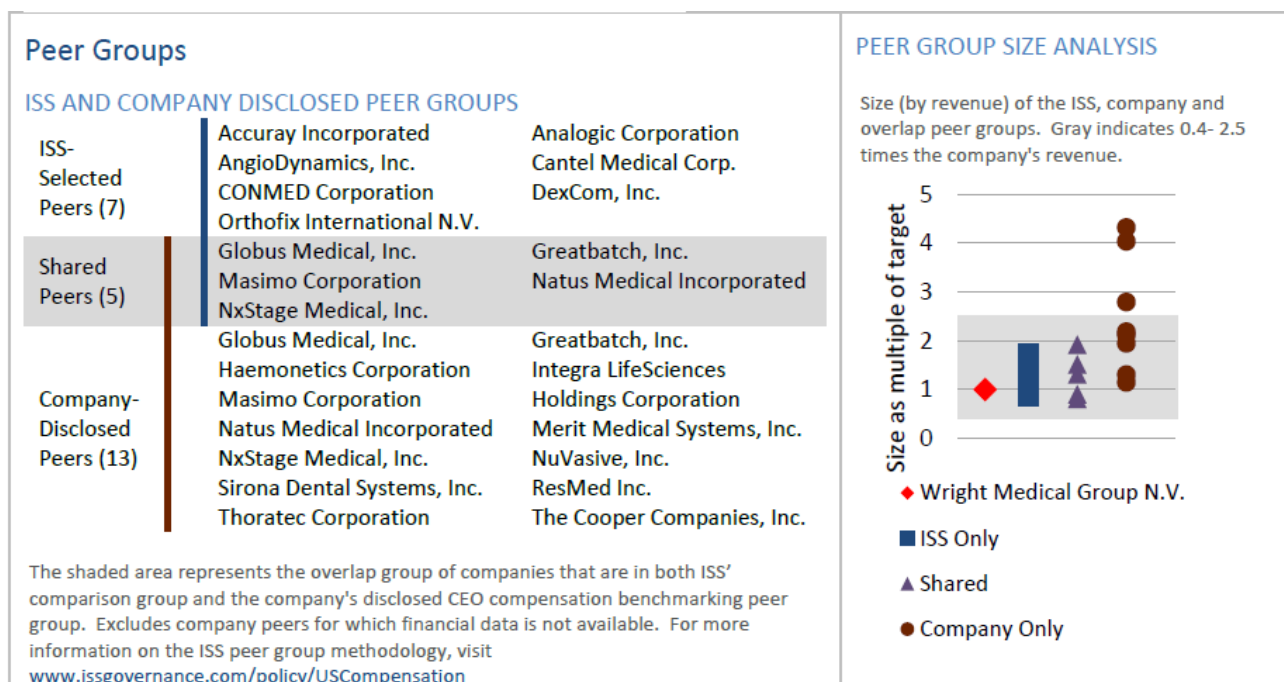 Peer Groups
ISS AND COMPANY DISCLOSED PEER GROUPS
ISS-
Selected
Peers (7)
Accuray Incorporated
Analogic Corporation
AngioDynamics, Inc.
Cantel Medical Corp.
CONMED Corporation
DexCom, Inc.
Orthofix International N.V.
Shared
Peers (5)
Globus Medical, Inc.
Greatbatch, Inc.
Masimo Corporation
Natus Medical Incorporated
NxStage Medical, Inc.
Company-
Disclosed
Peers (13)
Globus Medical, Inc.
Greatbatch, Inc.
Haemonetics Corporation
Integra LifeSciences
Masimo Corporation
Holdings Corporation
Natus Medical Incorporated
Merit Medical Systems, Inc.
NxStage Medical, Inc.
NuVasive, Inc.
Sirona Dental Systems, Inc.
ResMed Inc.
Thoratec Corporation
The Cooper Companies, Inc.
The shaded area represents the overlap group of companies that are in both ISS’
comparison group and the company's disclosed CEO compensation benchmarking peer
group. Excludes company peers for which financial data is not available. For more
information on the ISS peer group methodology, visit
www.issgovernance.com/policy/USCompensation
PEER GROUP SIZE ANALYSIS
Size (by revenue) of the ISS, company and
overlap peer groups. Gray indicates 0.4- 2.5
times the company's revenue.
Size as multiple of target
5
4
3
2
1
0
Wright Medical Group N.V.
ISS Only
Shared
Company Only